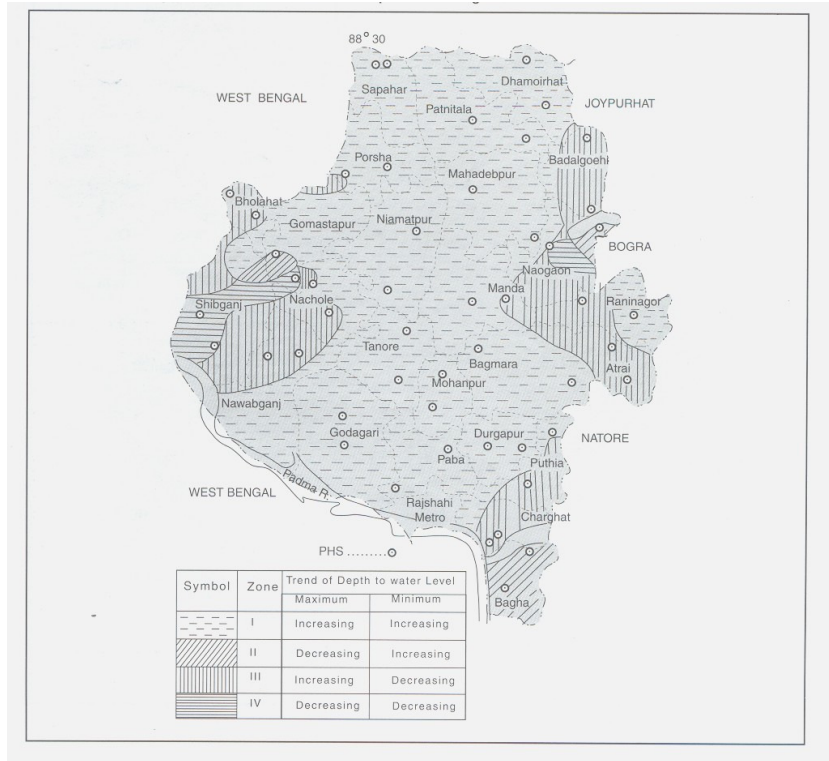 88° 30
WEST BENGAL
Sapahar
Dhamoirhat
Patnitala
JOYPURHAT
Porsha
Badalgoehl
Mahadebpur
Bholahat
Gomastapur
Niamatpur
BOGRA
Naogaon
Shibganj
Nachole
Manda
Raninagor
Tanore
Bagmara
Atrai
Mohanpur
Nawabganj
Godagari
Durgapur
NATORE
Paba
Puthia
WEST BENGAL
Padma R.
Rajshahi
Metro
Charghat
PHS .........
Bagha
Symbol Zone Trend of Depth to water Level
Maximum Minimum
I Increasing Increasing
II Decreasing Increasing
III Increasing Decreasing
IV Decreasing Decreasing